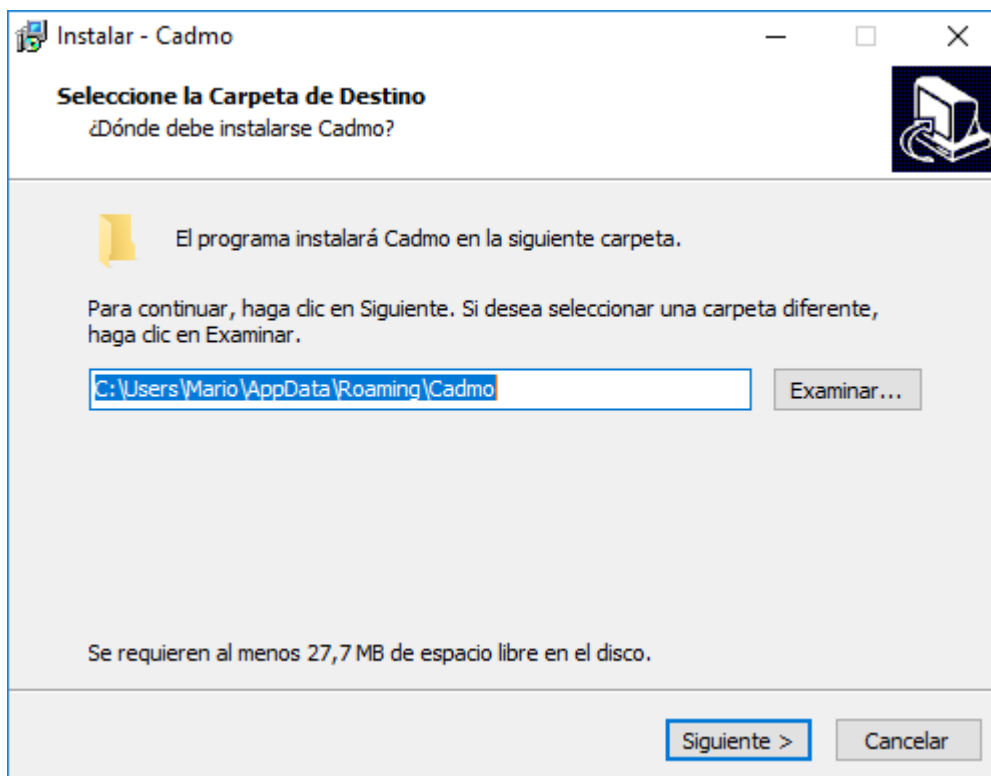 Instalar - Cadmo
Seleccione la Carpeta de Destino
¿Dónde debe instalarse Cadmo?
El programa instalará Cadmo en la siguiente carpeta.
Para continuar, haga clic en Siguiente. Si desea seleccionar una carpeta diferente,
haga clic en Examinar.
C:\Users\Mario\AppData\Roaming\Cadmo
Examinar...
Se requieren al menos 27,7 MB de espacio libre en el disco.
Siguiente >
Cancelar